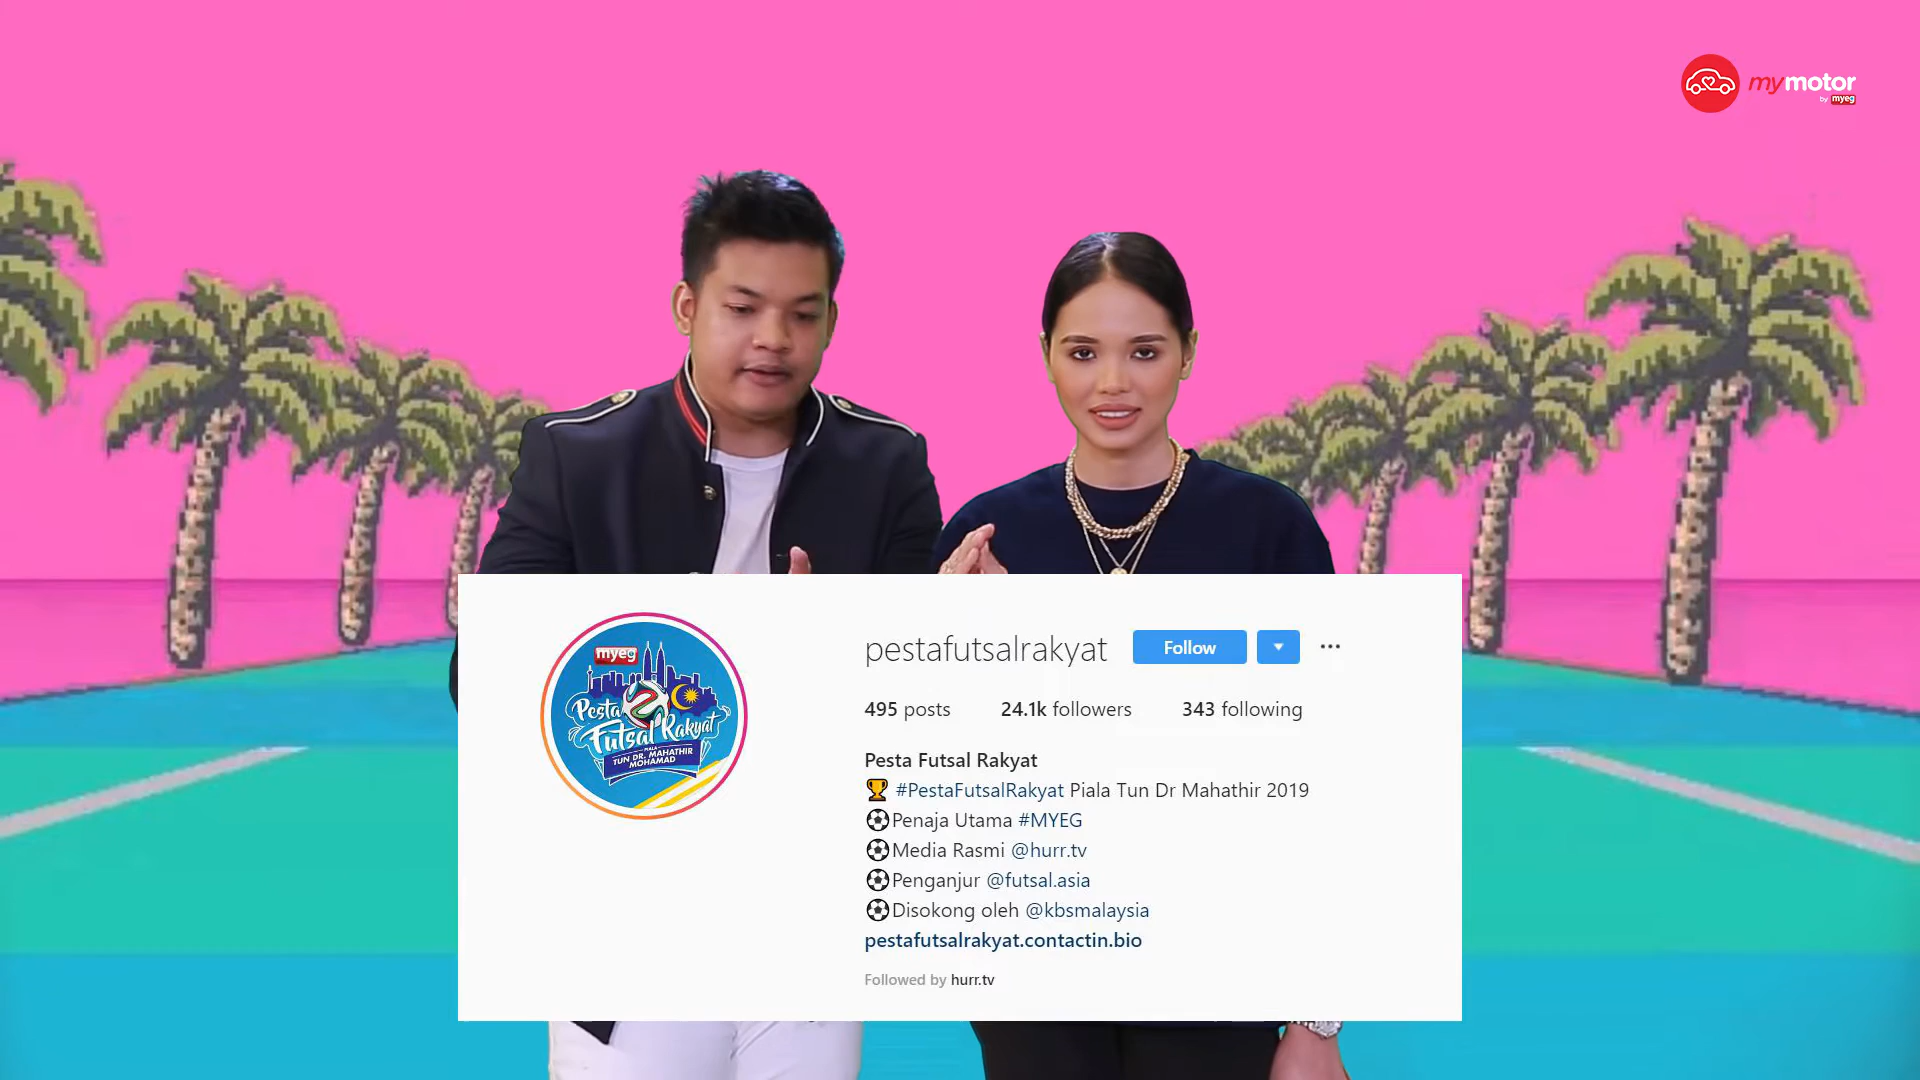 mymotor
by myeg
myeg
Pesta
Futsal Rakyat
PIALA
TUN DR. MAHATHIR
MOHAMAD
pestafutsalrakyat Follow
495 posts 24.1k followers 343 following
Pesta Futsal Rakyat
🏆 #PestaFutsalRakyat Piala Tun Dr Mahathir 2019
⚽Penaja Utama #MYEG
⚽Media Rasmi @hurr.tv
⚽Penganjur @futsal.asia
⚽Disokong oleh @kbsmalaysia
pestafutsalrakyat.contactin.bio
Followed by hurr.tv